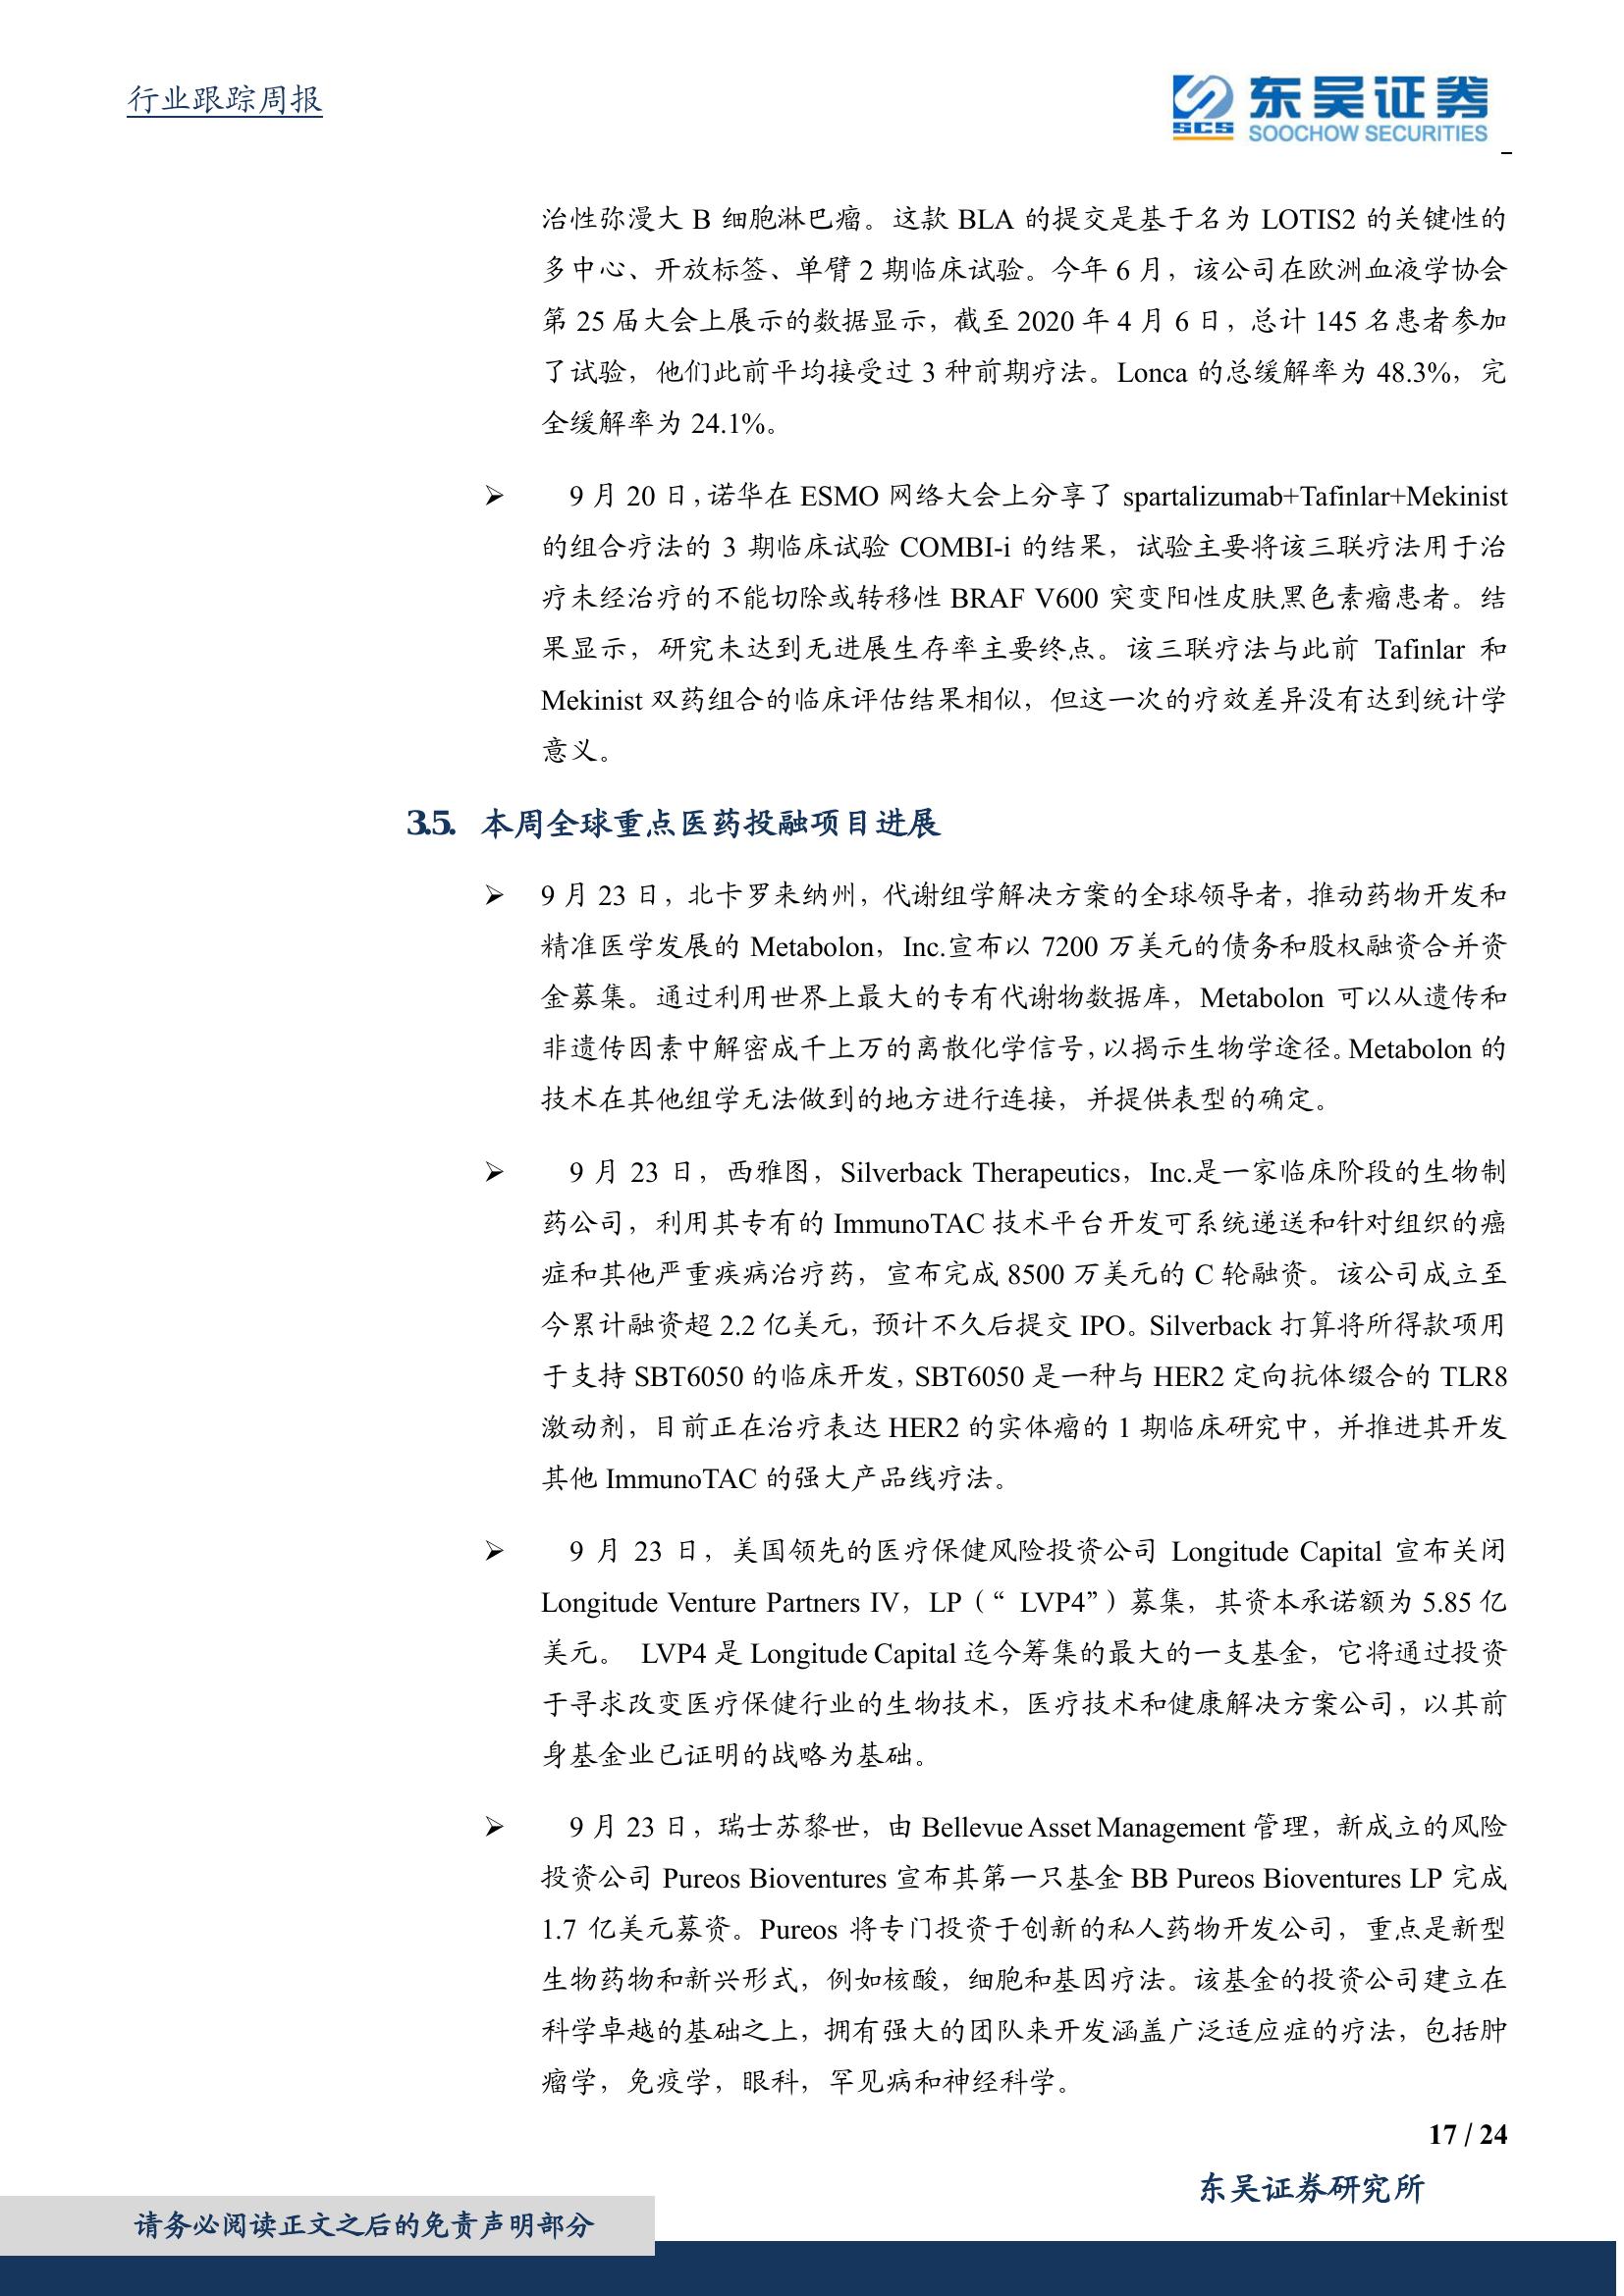 行业跟踪周报
东吴证券
SCS
SOOCHOW SECURITIES
治性弥漫大 B 细胞淋巴瘤。这款 BLA 的提交是基于名为 LOTIS2 的关键性的
多中心、开放标签、单臂 2 期临床试验。今年 6 月，该公司在欧洲血液学协会
第 25 届大会上展示的数据显示，截至 2020 年 4 月 6 日，总计 145 名患者参加
了试验，他们此前平均接受过 3 种前期疗法。Lonca 的总缓解率为 48.3%，完
全缓解率为 24.1%。
➢ 9 月 20 日，诺华在 ESMO 网络大会上分享了 spartalizumab+Tafinlar+Mekinist
的组合疗法的 3 期临床试验 COMBI-i 的结果，试验主要将该三联疗法用于治
疗未经治疗的不能切除或转移性 BRAF V600 突变阳性皮肤黑色素瘤患者。结
果显示，研究未达到无进展生存率主要终点。该三联疗法与此前 Tafinlar 和
Mekinist 双药组合的临床评估结果相似，但这一次的疗效差异没有达到统计学
意义。
3.5. 本周全球重点医药投融项目进展
➢ 9 月 23 日，北卡罗来纳州，代谢组学解决方案的全球领导者，推动药物开发和
精准医学发展的 Metabolon，Inc.宣布以 7200 万美元的债务和股权融资合并资
金募集。通过利用世界上最大的专有代谢物数据库，Metabolon 可以从遗传和
非遗传因素中解密成千上万的离散化学信号，以揭示生物学途径。Metabolon 的
技术在其他组学无法做到的地方进行连接，并提供表型的确定。
➢ 9 月 23 日，西雅图，Silverback Therapeutics，Inc.是一家临床阶段的生物制
药公司，利用其专有的 ImmunoTAC 技术平台开发可系统递送和针对组织的癌
症和其他严重疾病治疗药，宣布完成 8500 万美元的 C 轮融资。该公司成立至
今累计融资超 2.2 亿美元，预计不久后提交 IPO。Silverback 打算将所得款项用
于支持 SBT6050 的临床开发，SBT6050 是一种与 HER2 定向抗体缀合的 TLR8
激动剂，目前正在治疗表达 HER2 的实体瘤的 1 期临床研究中，并推进其开发
其他 ImmunoTAC 的强大产品线疗法。
➢ 9 月 23 日，美国领先的医疗保健风险投资公司 Longitude Capital 宣布关闭
Longitude Venture Partners IV，LP（“ LVP4”）募集，其资本承诺额为 5.85 亿
美元。 LVP4 是 Longitude Capital 迄今筹集的最大的一支基金，它将通过投资
于寻求改变医疗保健行业的生物技术，医疗技术和健康解决方案公司，以其前
身基金业已证明的战略为基础。
➢ 9 月 23 日，瑞士苏黎世，由 Bellevue Asset Management 管理，新成立的风险
投资公司 Pureos Bioventures 宣布其第一只基金 BB Pureos Bioventures LP 完成
1.7 亿美元募资。Pureos 将专门投资于创新的私人药物开发公司，重点是新型
生物药物和新兴形式，例如核酸，细胞和基因疗法。该基金的投资公司建立在
科学卓越的基础之上，拥有强大的团队来开发涵盖广泛适应症的疗法，包括肿
瘤学，免疫学，眼科，罕见病和神经科学。
17 / 24
东吴证券研究所
请务必阅读正文之后的免责声明部分